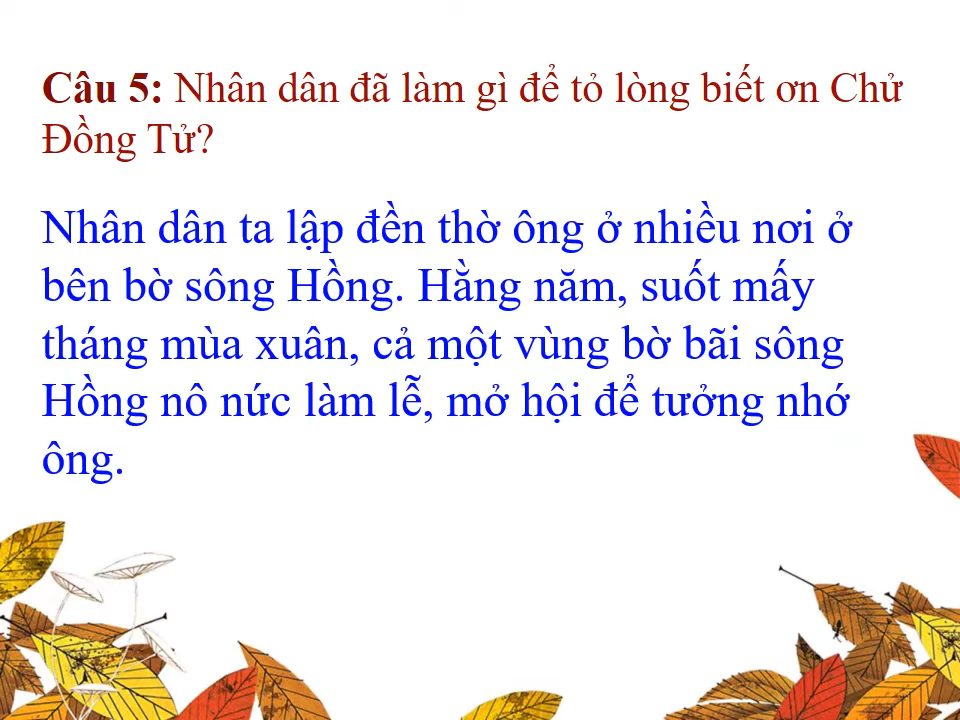 Câu 5: Nhân dân đã làm gì để tỏ lòng biết ơn Chử
Đồng Tử?
Nhân dân ta lập đền thờ ông ở nhiều nơi ở
bên bờ sông Hồng. Hằng năm, suốt mấy
tháng mùa xuân, cả một vùng bờ bãi sông
Hồng nô nức làm lễ, mở hội để tưởng nhớ
ông.